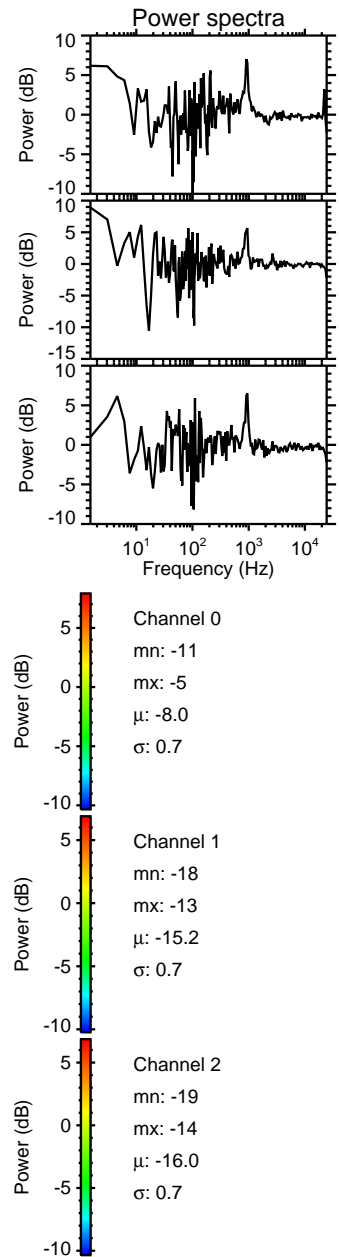 Power spectra
10
5
0
-5
-10
Power (dB)
10
5
0
-5
-10
-15
Power (dB)
10
5
0
-5
-10
Power (dB)
10¹ 10² 10³ 10⁴
Frequency (Hz)
5
0
-5
-10
Power (dB)
Channel 0
mn: -11
mx: -5
μ: -8.0
σ: 0.7
5
0
-5
-10
Power (dB)
Channel 1
mn: -18
mx: -13
μ: -15.2
σ: 0.7
5
0
-5
-10
Power (dB)
Channel 2
mn: -19
mx: -14
μ: -16.0
σ: 0.7